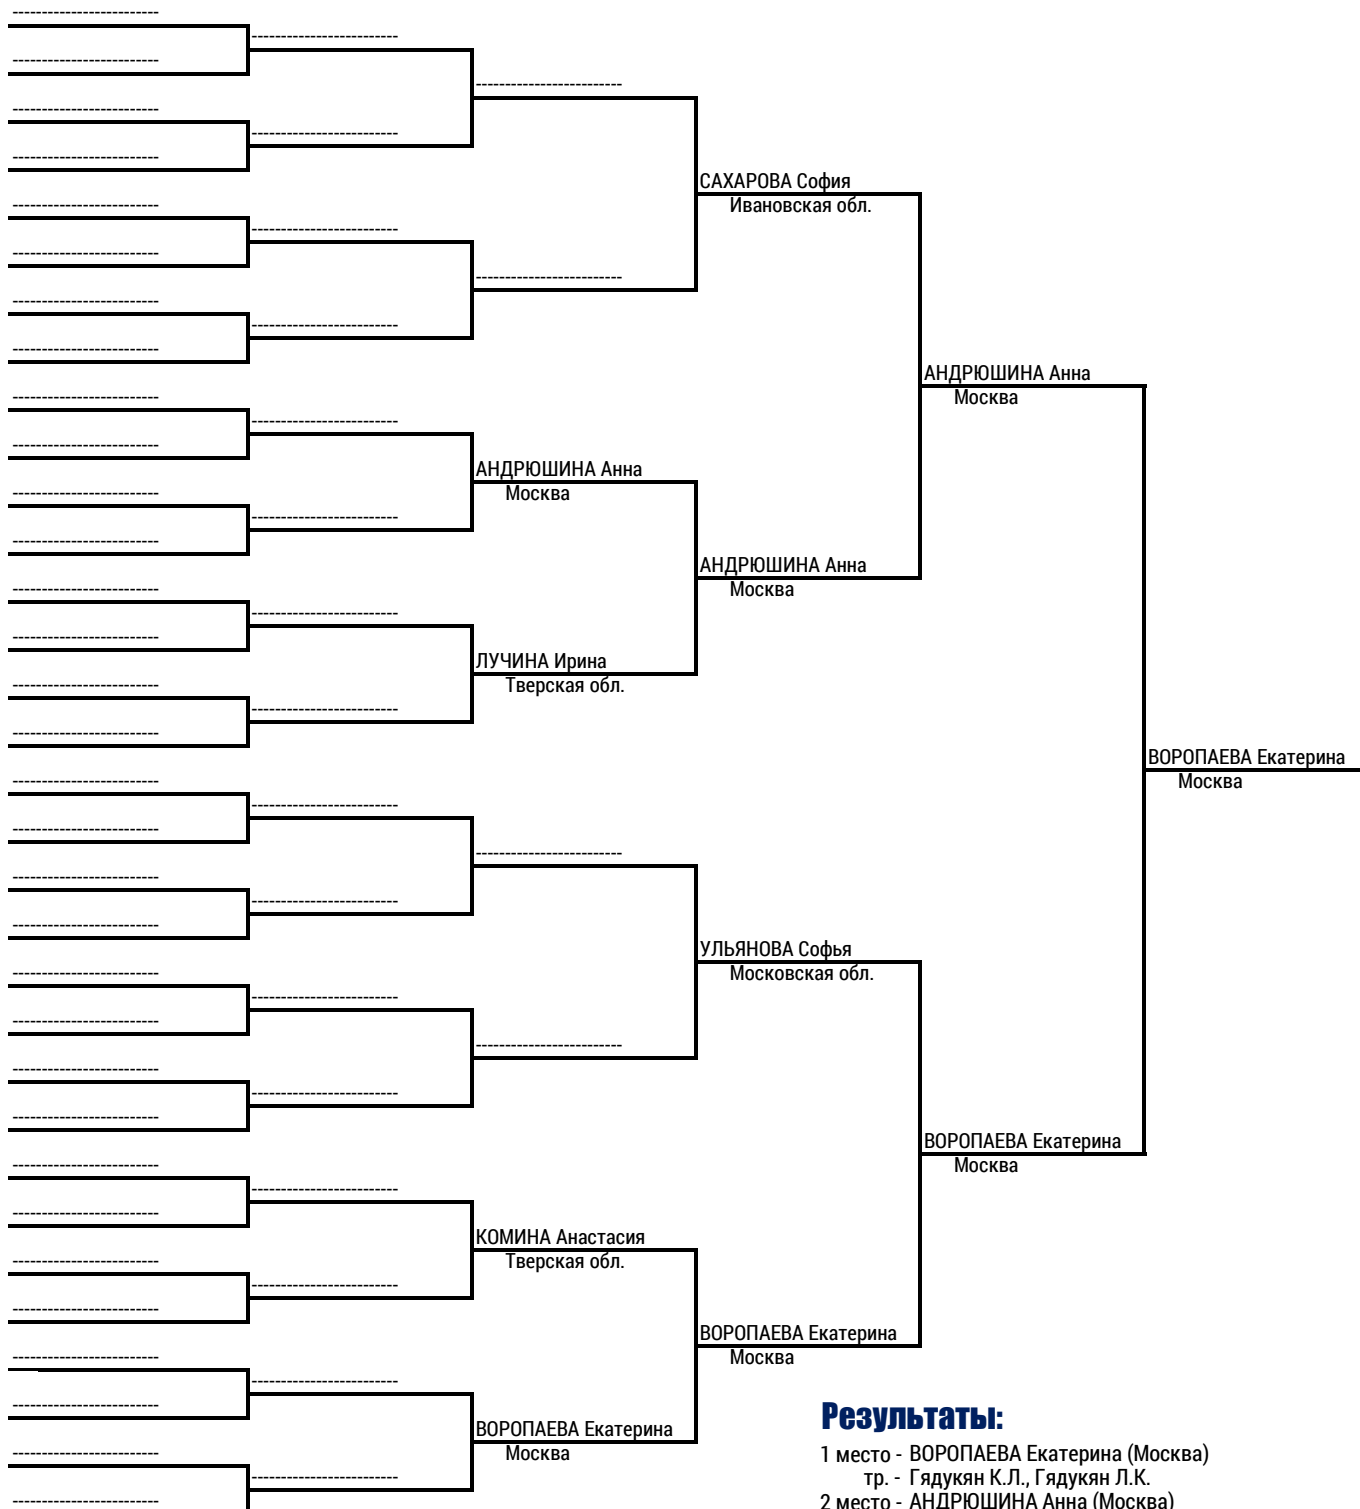 САХАРОВА София
Ивановская обл.
АНДРЮШИНА Анна
Москва
АНДРЮШИНА Анна
Москва
АНДРЮШИНА Анна
Москва
ЛУЧИНА Ирина
Тверская обл.
ВОРОПАЕВА Екатерина
Москва
УЛЬЯНОВА Софья
Московская обл.
ВОРОПАЕВА Екатерина
Москва
КОМИНА Анастасия
Тверская обл.
ВОРОПАЕВА Екатерина
Москва
ВОРОПАЕВА Екатерина
Москва
Результаты:
1 место - ВОРОПАЕВА Екатерина (Москва)
тр. - Гядукян К.Л., Гядукян Л.К.
2 место - АНДРЮШИНА Анна (Москва)